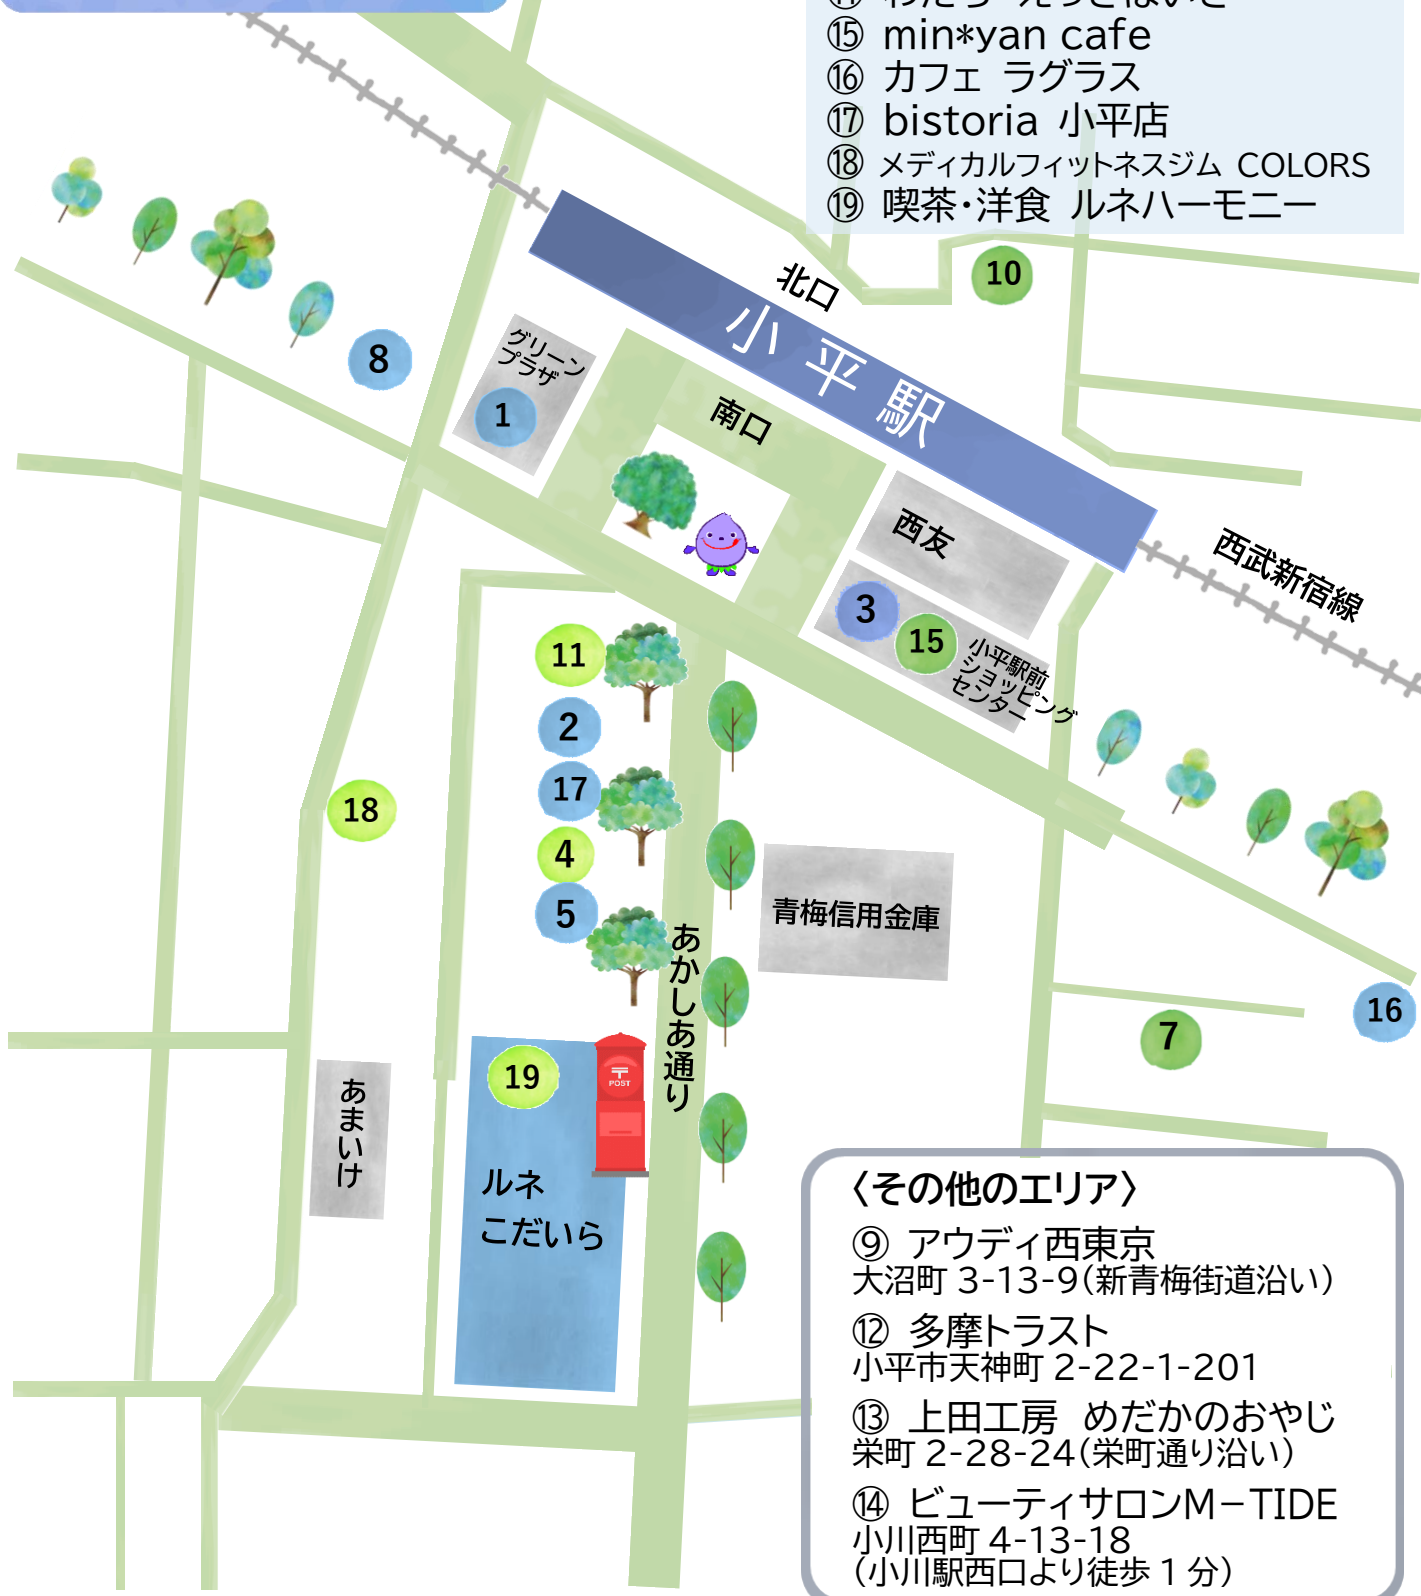 ⑮ min*yan cafe
⑯ カフェ ラグラス
⑰ bistoria 小平店
⑱ メディカルフィットネスジム COLORS
⑲ 喫茶・洋食 ルネハーモニー
10
北口
小平駅
8
グリーン
プラザ
1
南口
西友
西武新宿線
3
15
小平駅前
ショッピング
センター
11
2
17
18
4
5
青梅信用金庫
あかしあ通り
16
7
19
〒
POST
あまいけ
ルネ
こだいら
〈その他のエリア〉
⑨ アウディ西東京
大沼町 3-13-9(新青梅街道沿い)
⑫ 多摩トラスト
小平市天神町 2-22-1-201
⑬ 上田工房 めだかのおやじ
栄町 2-28-24(栄町通り沿い)
⑭ ビューティサロンM−TIDE
小川西町 4-13-18
(小川駅西口より徒歩 1 分)